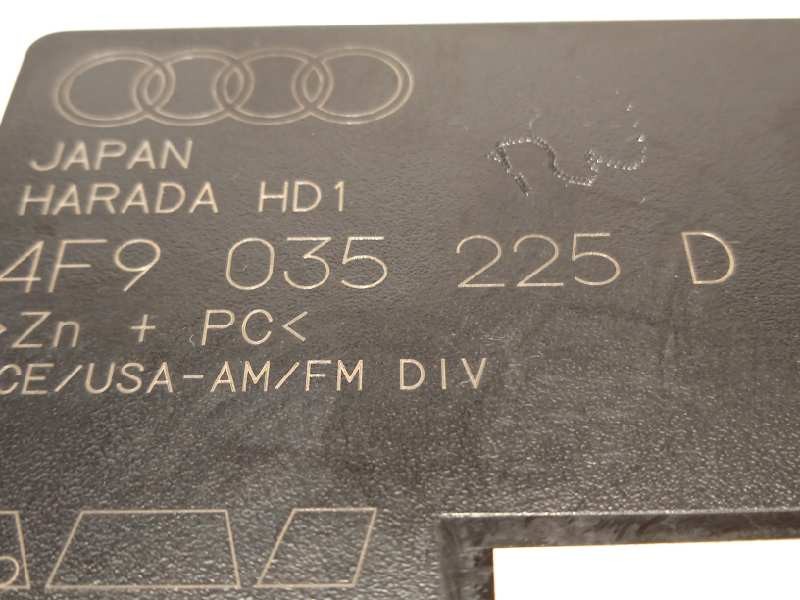 JAPAN
HARADA HD1
4F9 035 225 D
>Zn + PC<
CE/USA-AM/FM DIV